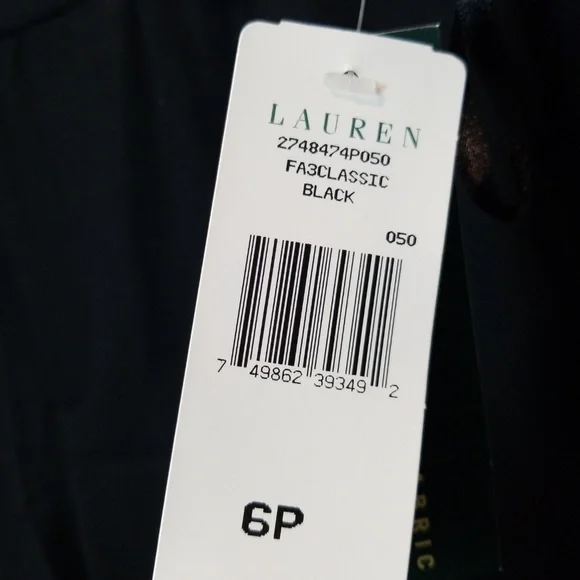 LAUREN
2748474P050
FA3CLASSIC
BLACK
050
7 49862 39349 2
6P